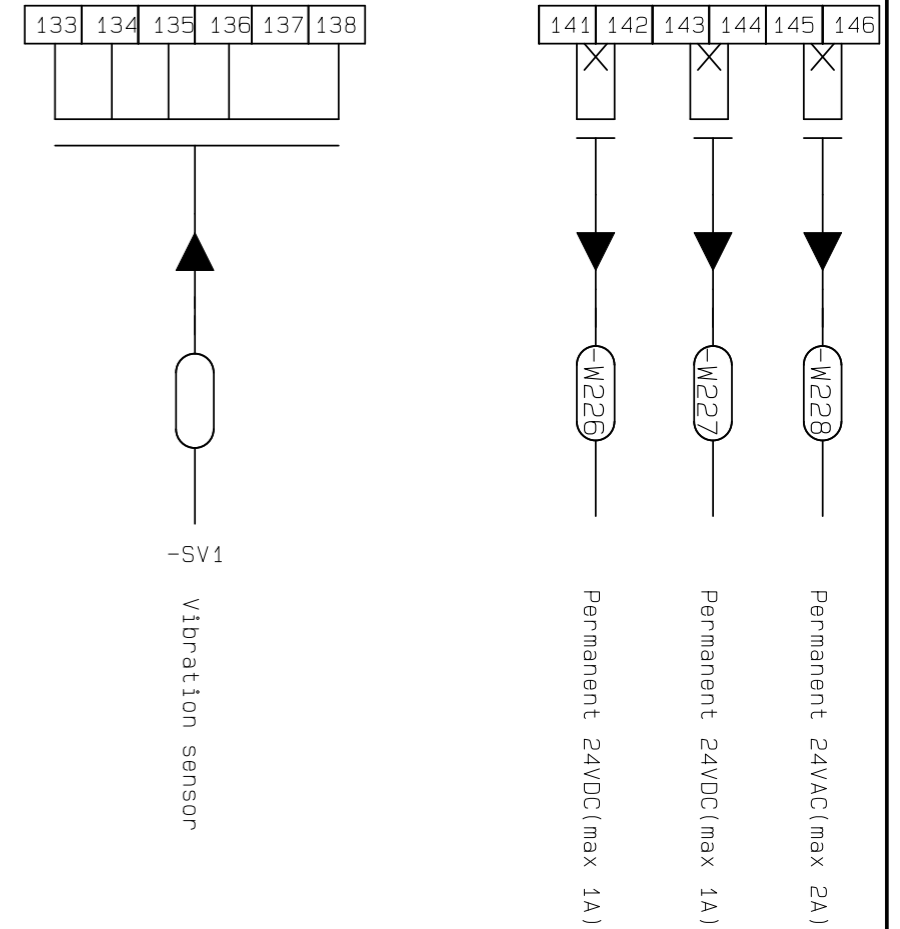 133 134 135 136 137 138
141 142 143 144 145 146
-W226
-W227
-W228
-SV1
Vibration sensor
Permanent 24VDC(max 1A)
Permanent 24VDC(max 1A)
Permanent 24VAC(max 2A)